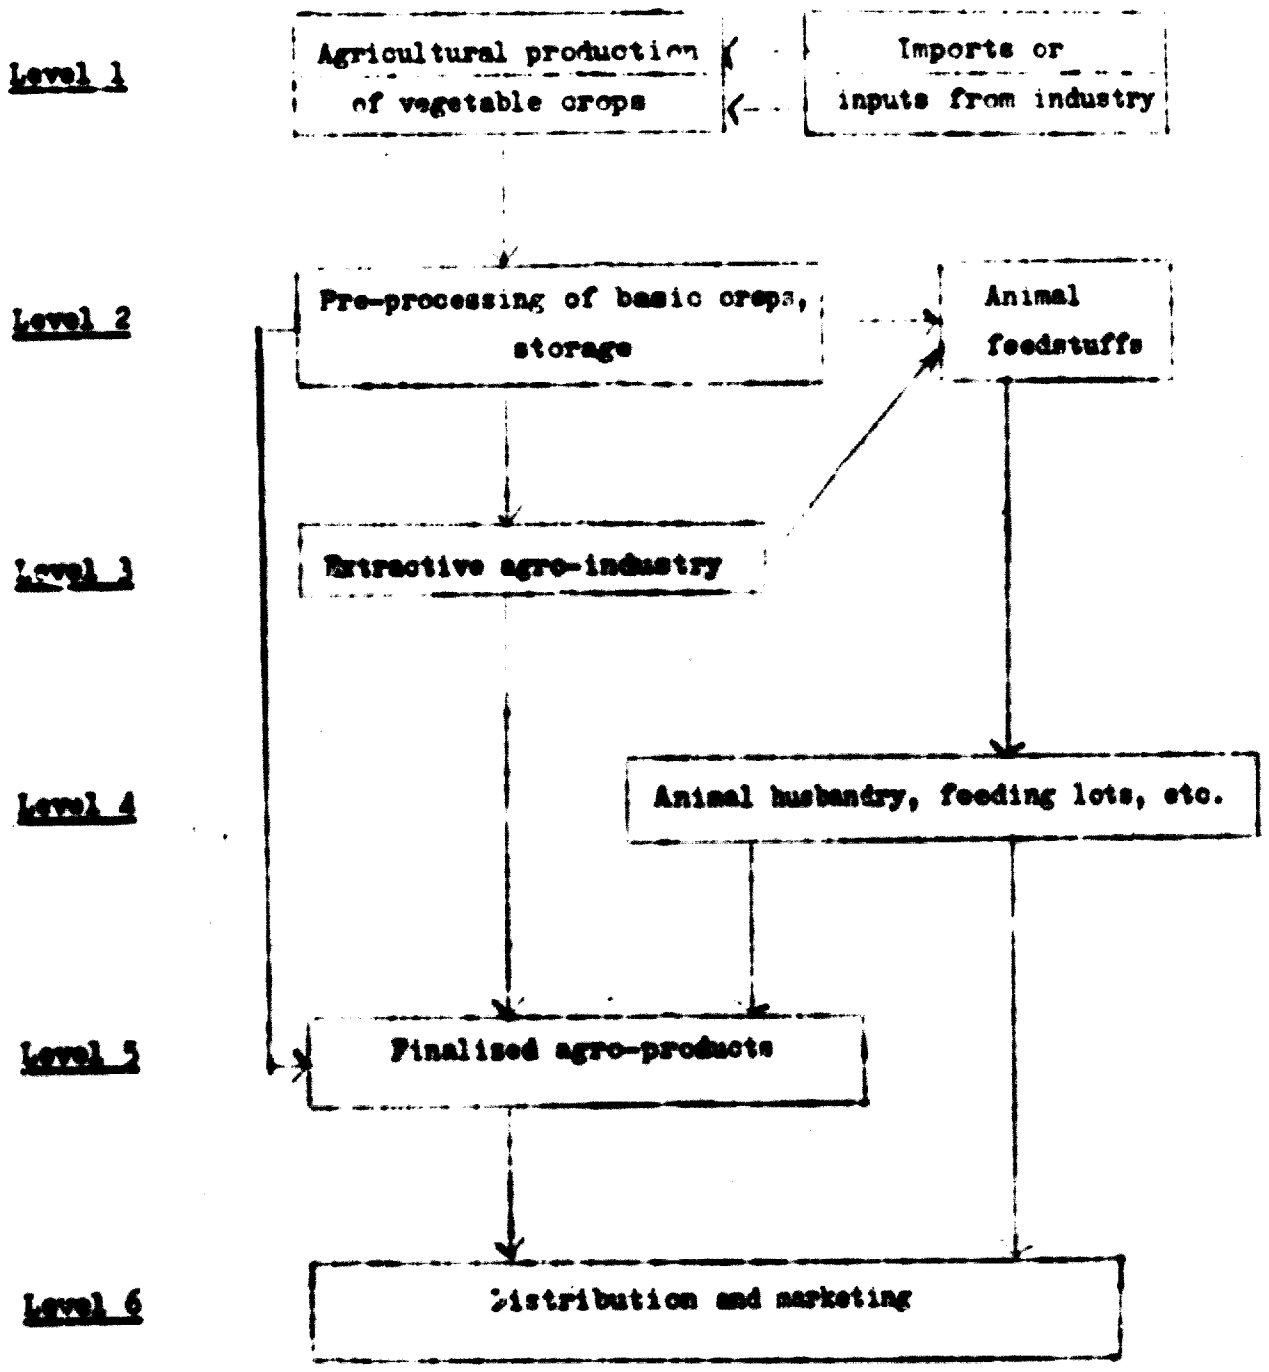 Level 1
Agricultural production
of vegetable crops
Imports or
inputs from industry
Level 2
Pre-processing of basic crops,
storage
Animal
feedstuffs
Level 3
Extractive agro-industry
Level 4
Animal husbandry, feeding lots, etc.
Level 5
Finalised agro-products
Level 6
Distribution and marketing